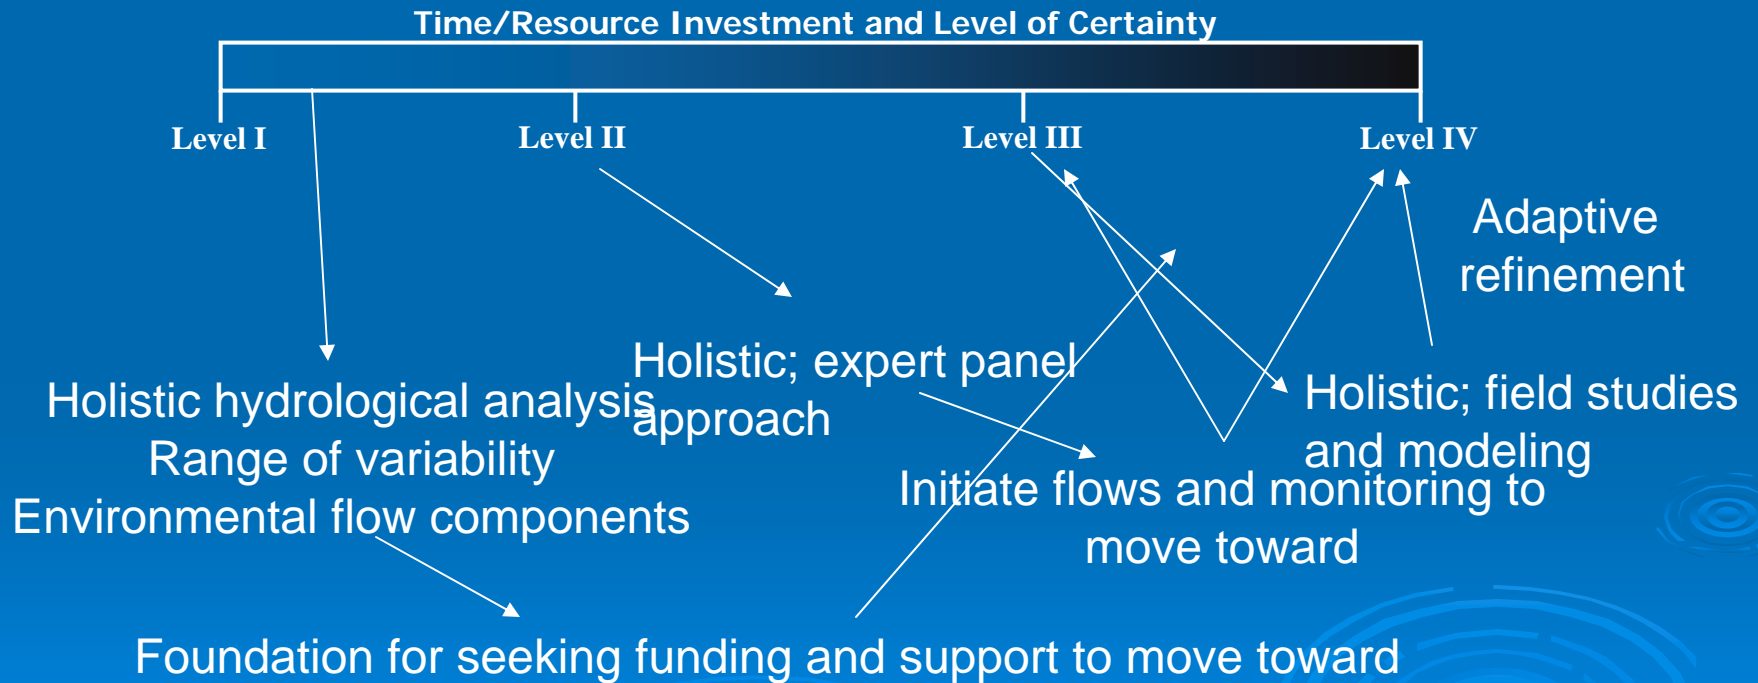 Time/Resource Investment and Level of Certainty
Level I
Level II
Level III
Level IV
Adaptive
refinement
Holistic; expert panel
approach
Holistic hydrological analysis
Range of variability
Environmental flow components
Holistic; field studies
and modeling
Initiate flows and monitoring to
move toward
Foundation for seeking funding and support to move toward